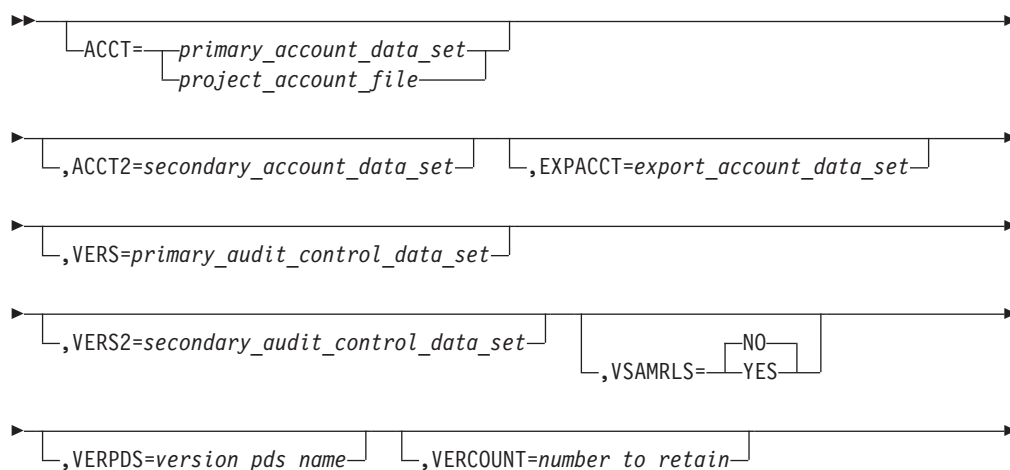 ACCT= primary_account_data_set
project_account_file
,ACCT2=secondary_account_data_set ,EXPACCT=export_account_data_set
,VERS=primary_audit_control_data_set
NO
,VERS2=secondary_audit_control_data_set ,VSAMRLS= YES
,VERPDS=version pds name ,VERCOUNT=number to retain